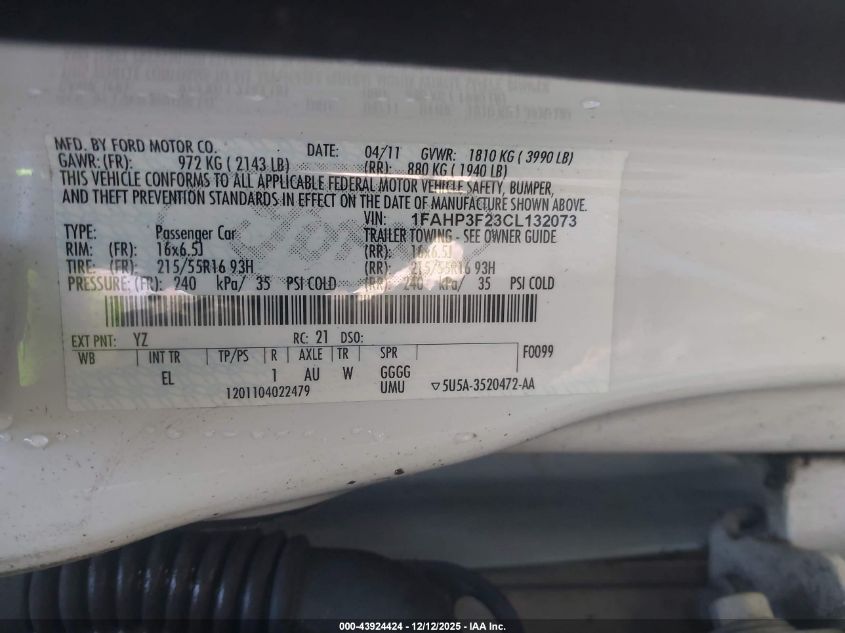 MFD. BY FORD MOTOR CO. DATE: 04/11 GVWR: 1810 KG ( 3990 LB)
GAWR: (FR): 972 KG ( 2143 LB) (RR): 880 KG ( 1940 LB)
THIS VEHICLE CONFORMS TO ALL APPLICABLE FEDERAL MOTOR VEHICLE SAFETY, BUMPER,
AND THEFT PREVENTION STANDARDS IN EFFECT ON THE DATE OF MANUFACTURE SHOWN ABOVE
VIN: 1FAHP3F23CL132073
TYPE: Passenger Car TRAILER TOWING - SEE OWNER GUIDE
RIM: (FR): 16x6.5J (RR): 16x6.5J
TIRE: (FR): 215/55R16 93H (RR): 215/55R16 93H
PRESSURE: (FR): 240 kPa/ 35 PSI COLD (RR): 240 kPa/ 35 PSI COLD
EXT PNT: YZ RC: 21 DSO:
WB INT TR TP/PS R AXLE TR SPR F0099
EL 1 AU W GGGG
1201104022479 UMU ▽5U5A-3520472-AA
000-43924424 - 12/12/2025 - IAA Inc.